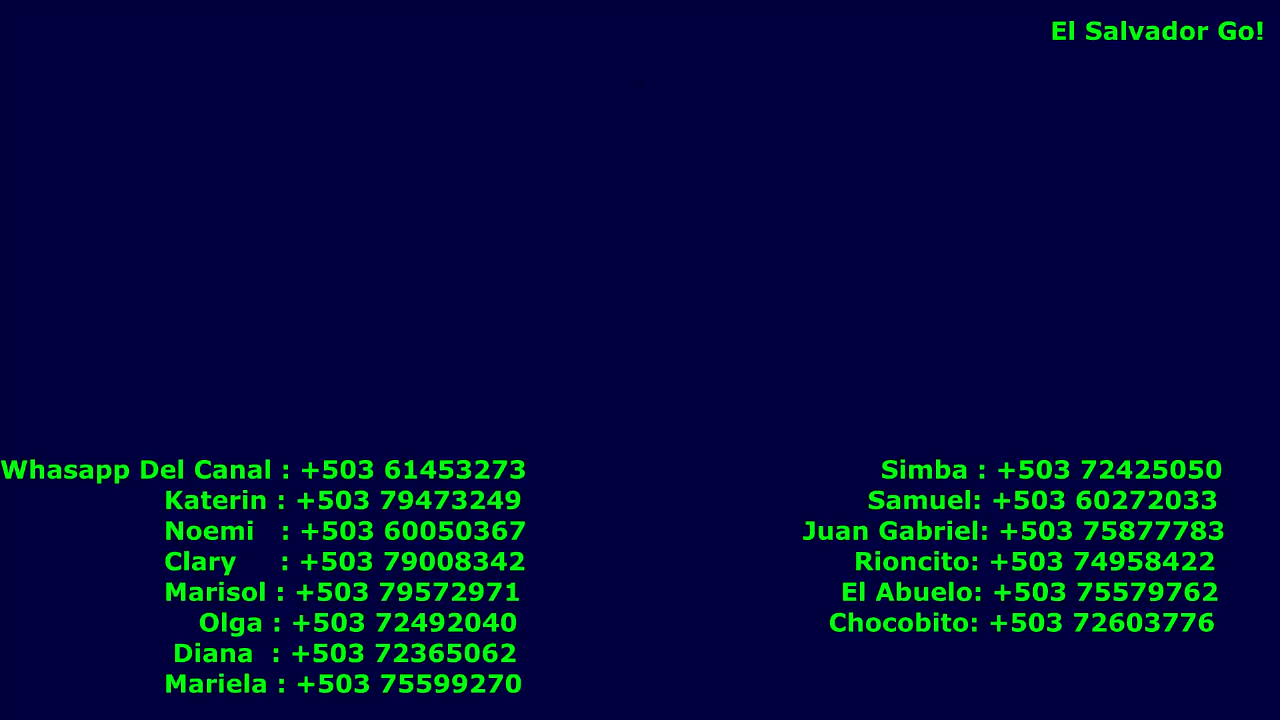 El Salvador Go!
Whasapp Del Canal : +503 61453273
Katerin : +503 79473249
Noemi : +503 60050367
Clary : +503 79008342
Marisol : +503 79572971
Olga : +503 72492040
Diana : +503 72365062
Mariela : +503 75599270
Simba : +503 72425050
Samuel: +503 60272033
Juan Gabriel: +503 75877783
Rioncito: +503 74958422
El Abuelo: +503 75579762
Chocobito: +503 72603776